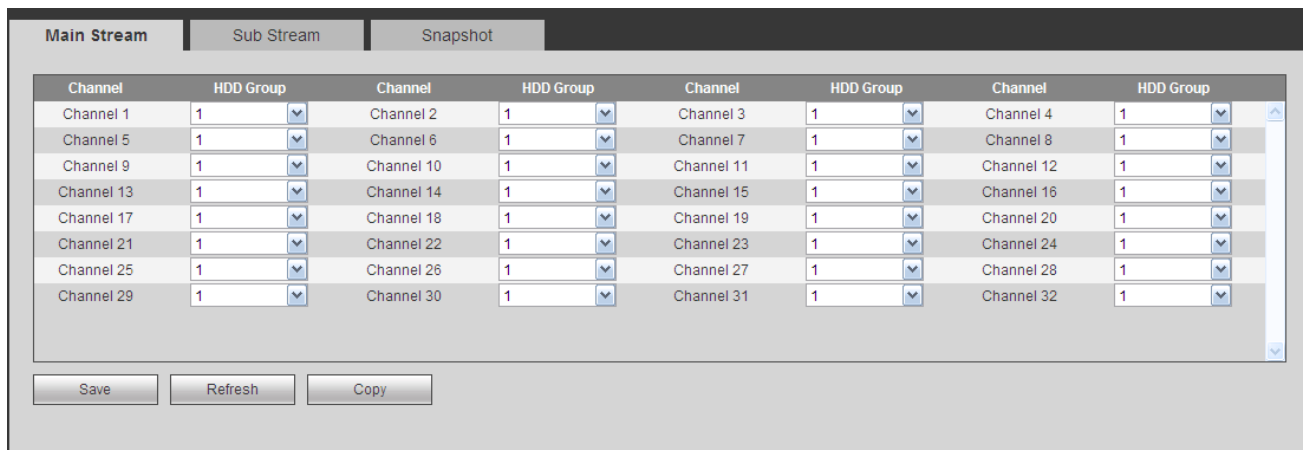 Main Stream Sub Stream Snapshot
Channel HDD Group Channel HDD Group Channel HDD Group Channel HDD Group
Channel 1 1 Channel 2 1 Channel 3 1 Channel 4 1
Channel 5 1 Channel 6 1 Channel 7 1 Channel 8 1
Channel 9 1 Channel 10 1 Channel 11 1 Channel 12 1
Channel 13 1 Channel 14 1 Channel 15 1 Channel 16 1
Channel 17 1 Channel 18 1 Channel 19 1 Channel 20 1
Channel 21 1 Channel 22 1 Channel 23 1 Channel 24 1
Channel 25 1 Channel 26 1 Channel 27 1 Channel 28 1
Channel 29 1 Channel 30 1 Channel 31 1 Channel 32 1
Save Refresh Copy